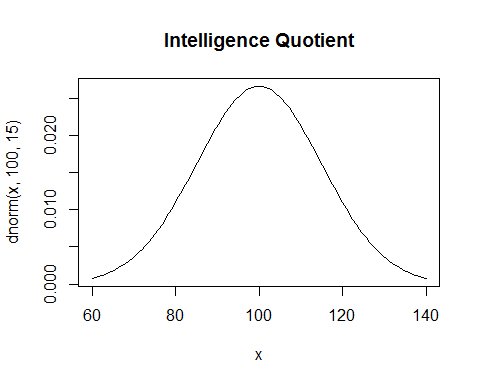 Intelligence Quotient
dnorm(x, 100, 15)
0.020
0.010
0.000
60 80 100 120 140
x